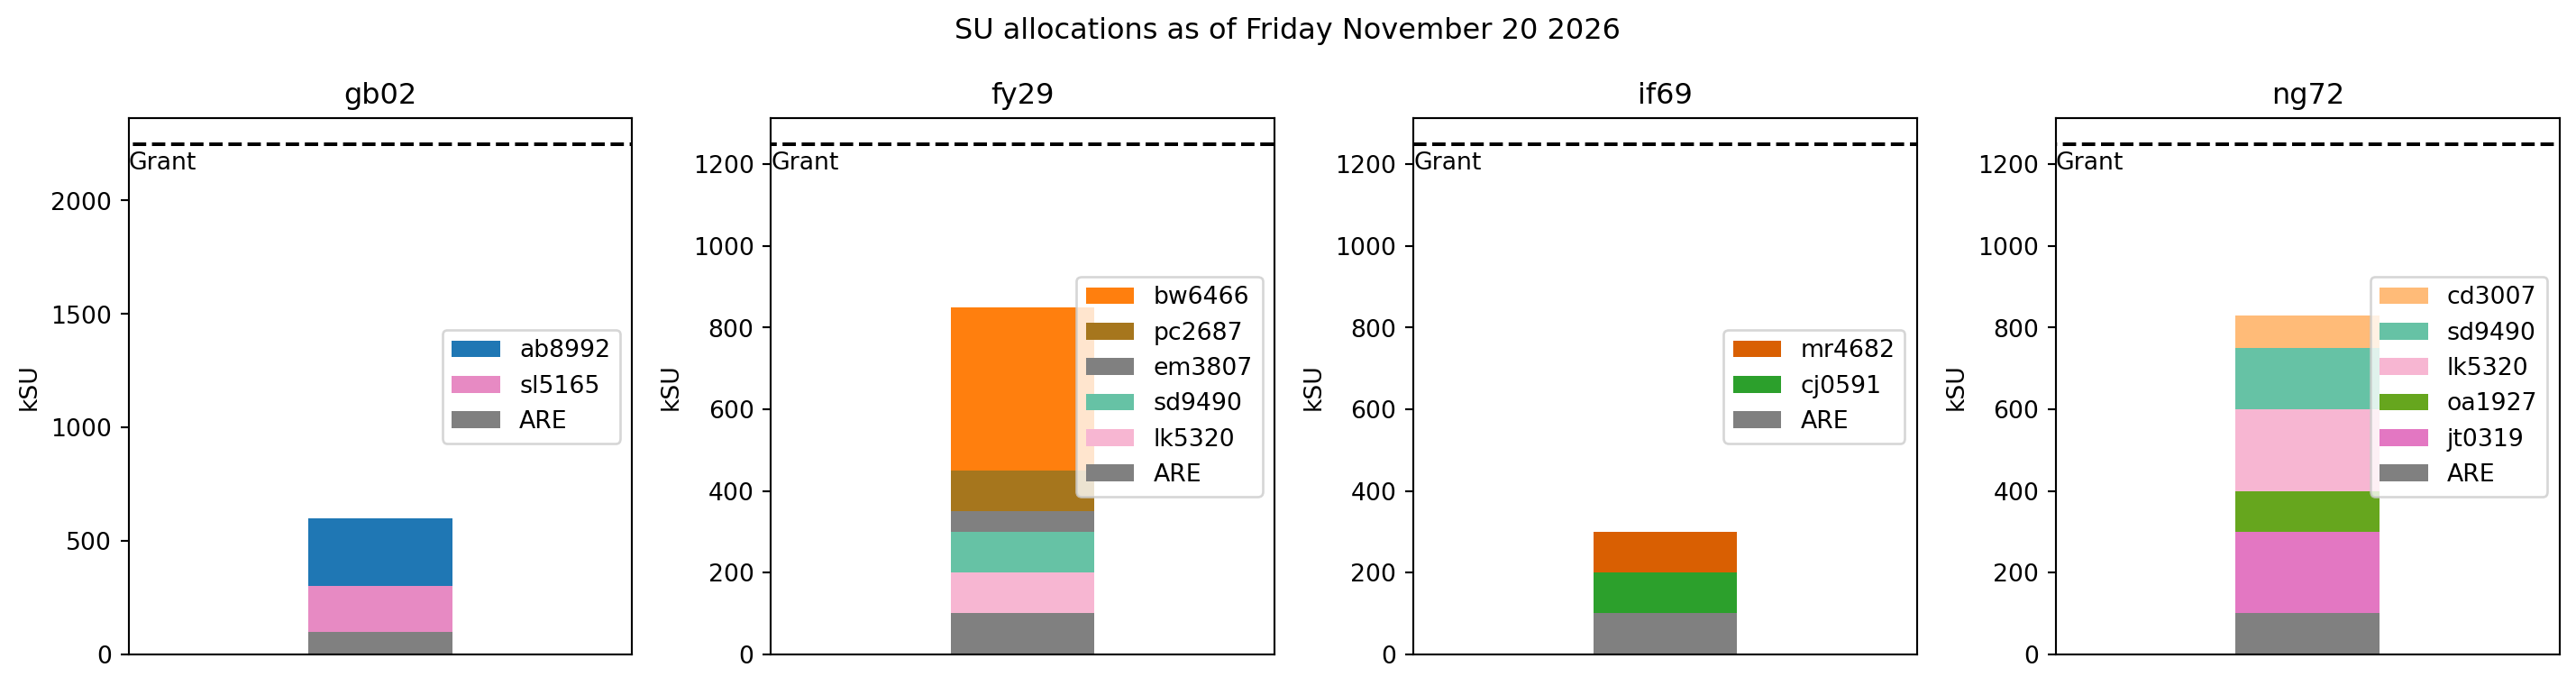 SU allocations as of Friday November 20 2026
gb02
Grant
2000
1500
1000
500
0
kSU
ab8992
sl5165
ARE
fy29
Grant
1200
1000
800
600
400
200
0
kSU
bw6466
pc2687
em3807
sd9490
lk5320
ARE
if69
Grant
1200
1000
800
600
400
200
0
kSU
mr4682
cj0591
ARE
ng72
Grant
1200
1000
800
600
400
200
0
kSU
cd3007
sd9490
lk5320
oa1927
jt0319
ARE